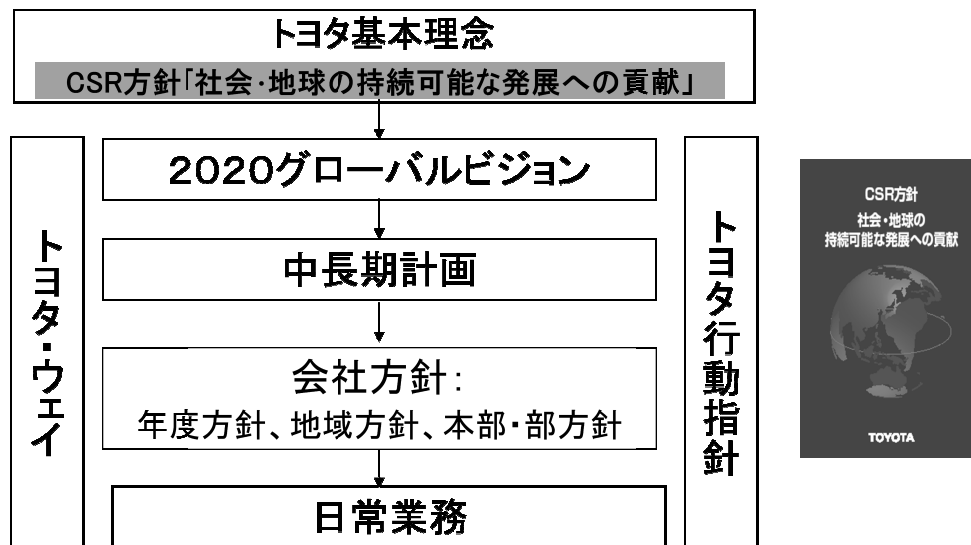 トヨタ基本理念
CSR方針「社会・地球の持続可能な発展への貢献」
2020グローバルビジョン
中長期計画
会社方針：
年度方針、地域方針、本部・部方針
日常業務
トヨタ・ウェイ
トヨタ行動指針
CSR方針
社会・地球の
持続可能な発展への貢献
TOYOTA